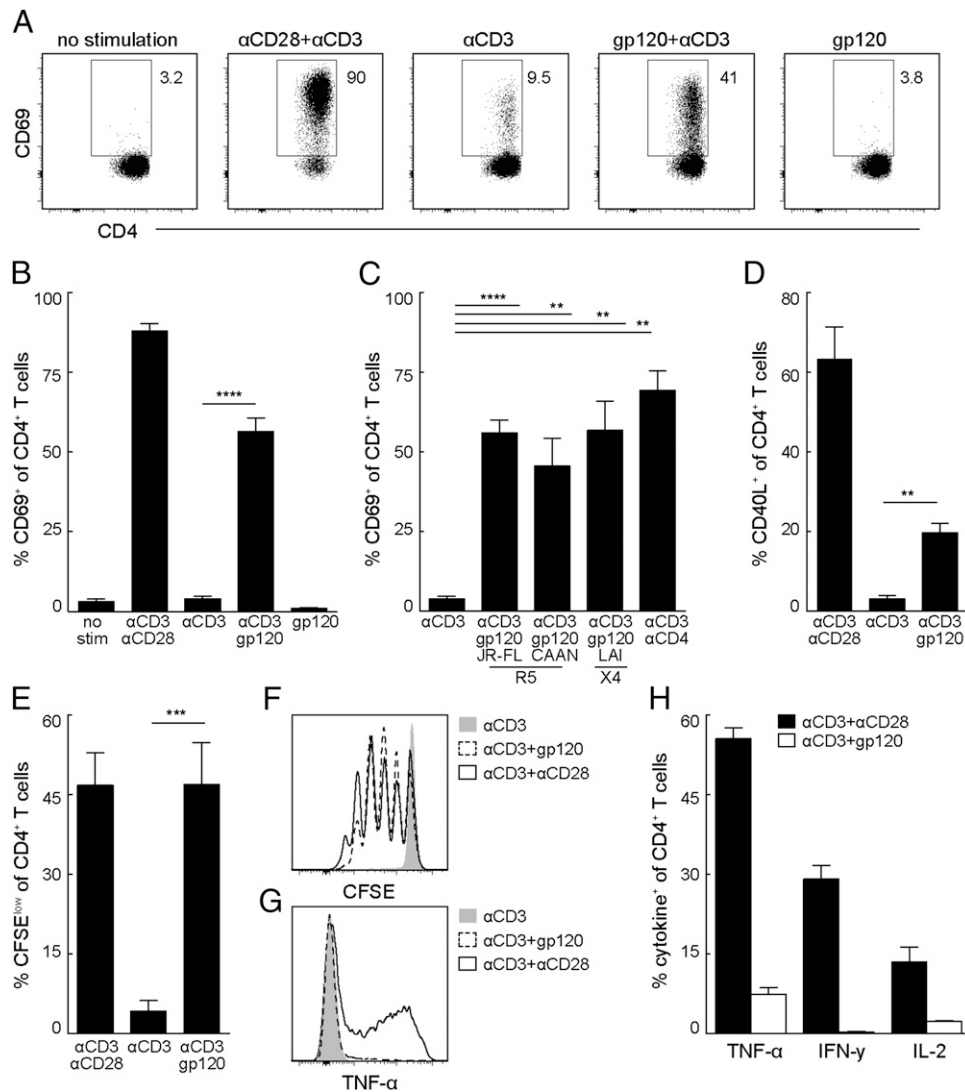 A
no stimulation
αCD28+αCD3
αCD3
gp120+αCD3
gp120
3.2
90
9.5
41
3.8
CD69
CD4
B
% CD69⁺ of CD4⁺ T cells
100
75
50
25
0
****
no stim
αCD3 αCD28
αCD3
αCD3 gp120
gp120
C
% CD69⁺ of CD4⁺ T cells
100
75
50
25
0
****
**
**
**
αCD3
αCD3 gp120 JR-FL
αCD3 gp120 CAAN
αCD3 gp120 LAI
αCD3 αCD4
R5
X4
D
% CD40L⁺ of CD4⁺ T cells
80
60
40
20
0
**
αCD3 αCD28
αCD3
αCD3 gp120
E
% CFSEˡᵒʷ of CD4⁺ T cells
60
45
30
15
0
***
αCD3 αCD28
αCD3
αCD3 gp120
F
αCD3
αCD3+gp120
αCD3+αCD28
CFSE
G
αCD3
αCD3+gp120
αCD3+αCD28
TNF-α
H
% cytokine⁺ of CD4⁺ T cells
60
45
30
15
0
αCD3+αCD28
αCD3+gp120
TNF-α
IFN-γ
IL-2